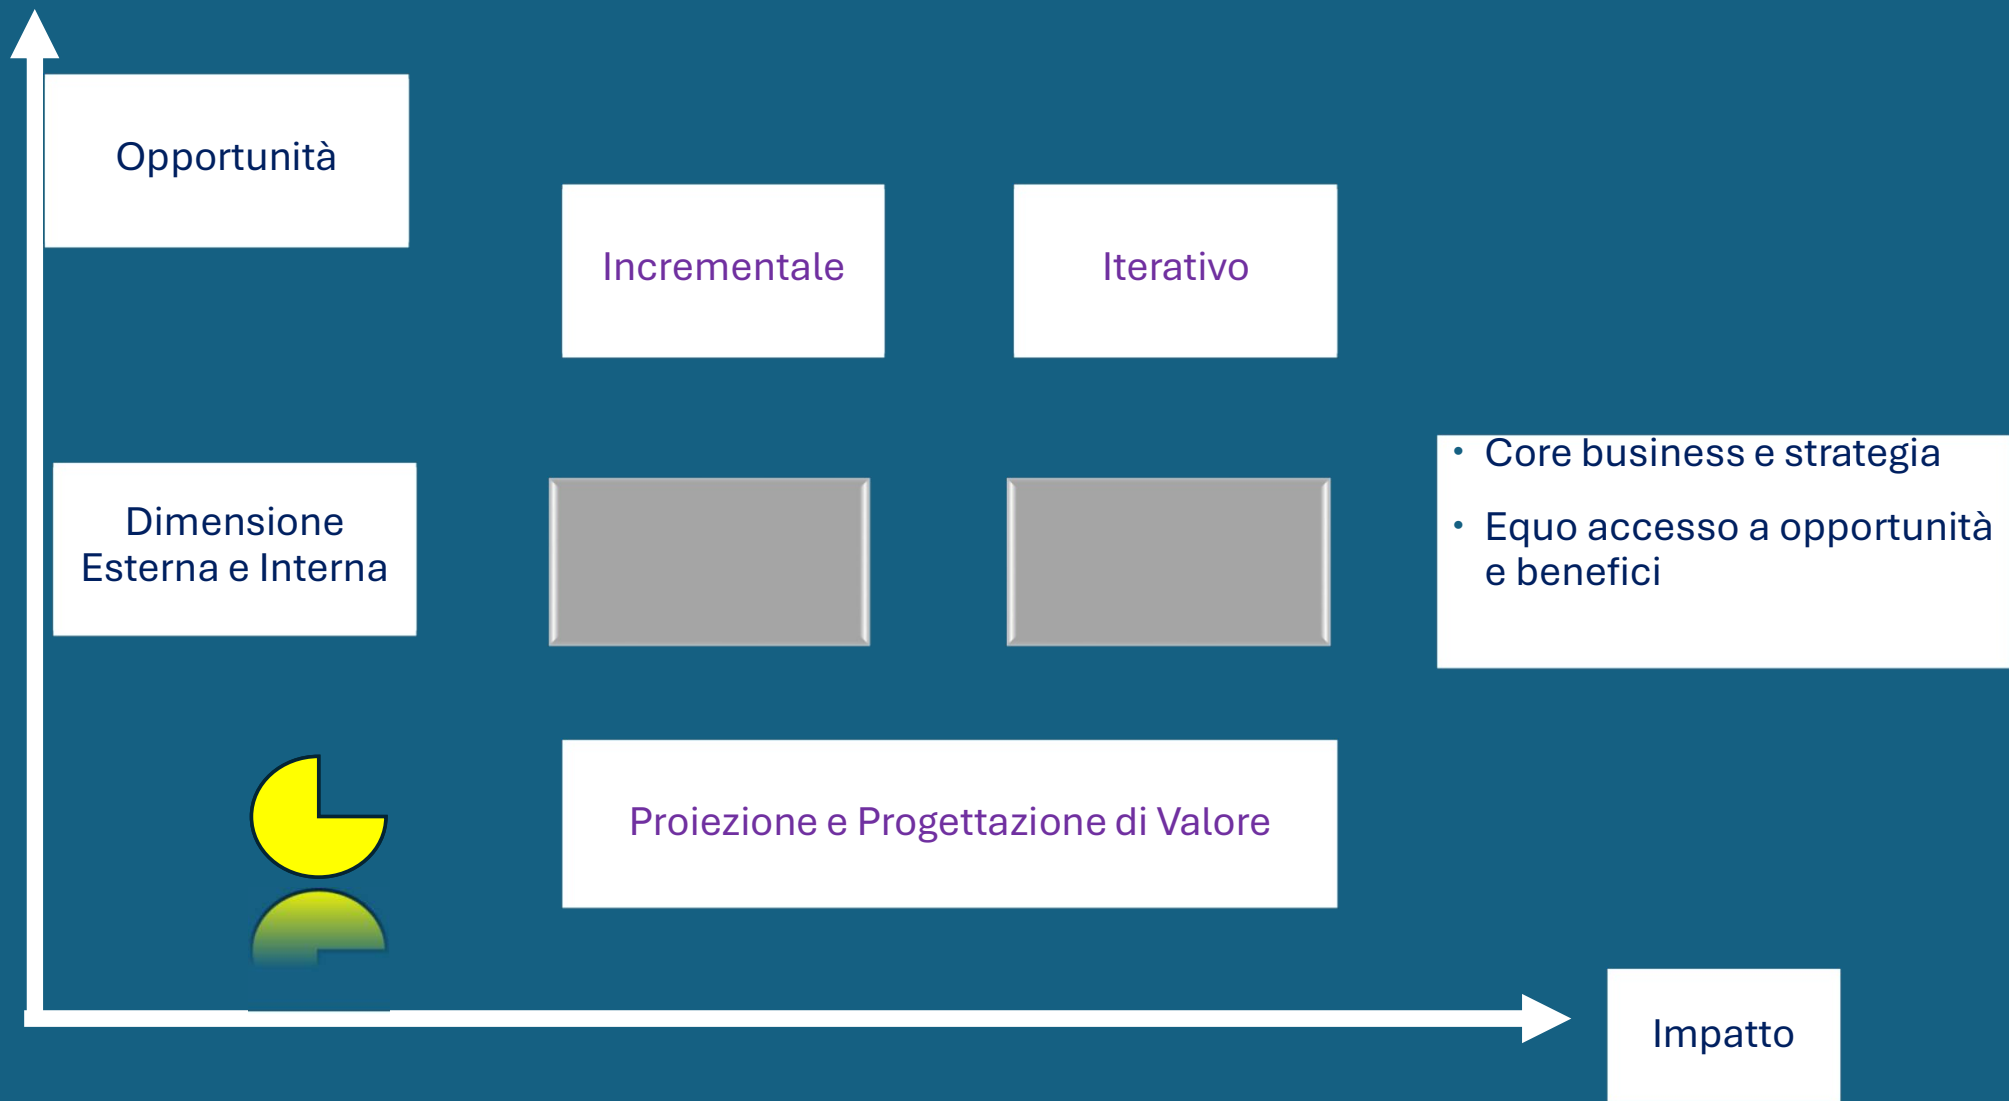 Opportunità
Incrementale
Iterativo
Dimensione
Esterna e Interna
• Core business e strategia
• Equo accesso a opportunità
e benefici
Proiezione e Progettazione di Valore
Impatto